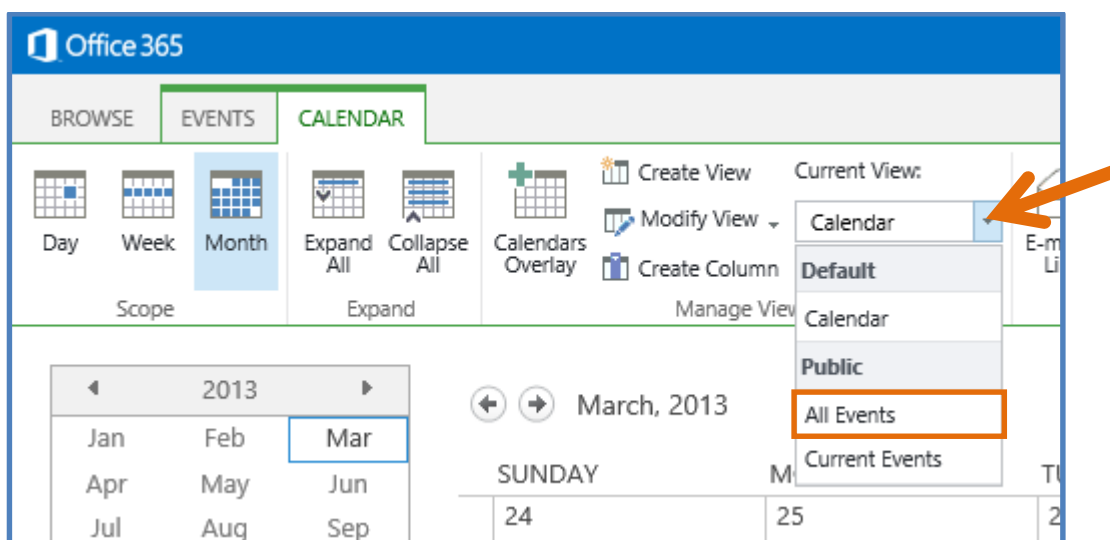 Office 365
BROWSE EVENTS CALENDAR
Day Week Month
Expand All
Collapse All
Calendars Overlay
Create View
Modify View
Create Column
Current View:
Calendar
Scope
Expand
Manage
Default
Calendar
Public
All Events
Current Events
2013
Jan Feb Mar
Apr May Jun
Jul Aug Sep
March, 2013
SUNDAY
24 25